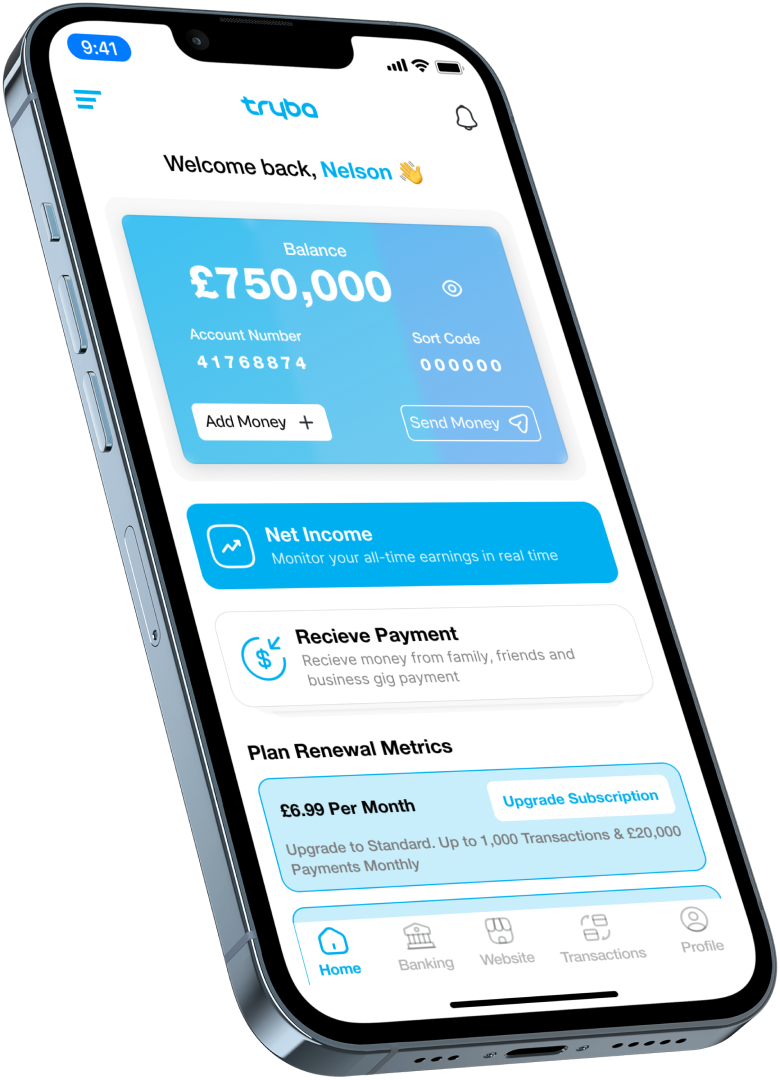 9:41
tryba
Welcome back, Nelson 👋
Balance
£750,000
Account Number
Sort Code
41768874
000000
Add Money +
Send Money
Net Income
Monitor your all-time earnings in real time
Recieve Payment
Recieve money from family, friends and
business gig payment
Plan Renewal Metrics
£6.99 Per Month
Upgrade Subscription
Upgrade to Standard. Up to 1,000 Transactions & £20,000
Payments Monthly
Home
Banking
Website
Transactions
Profile